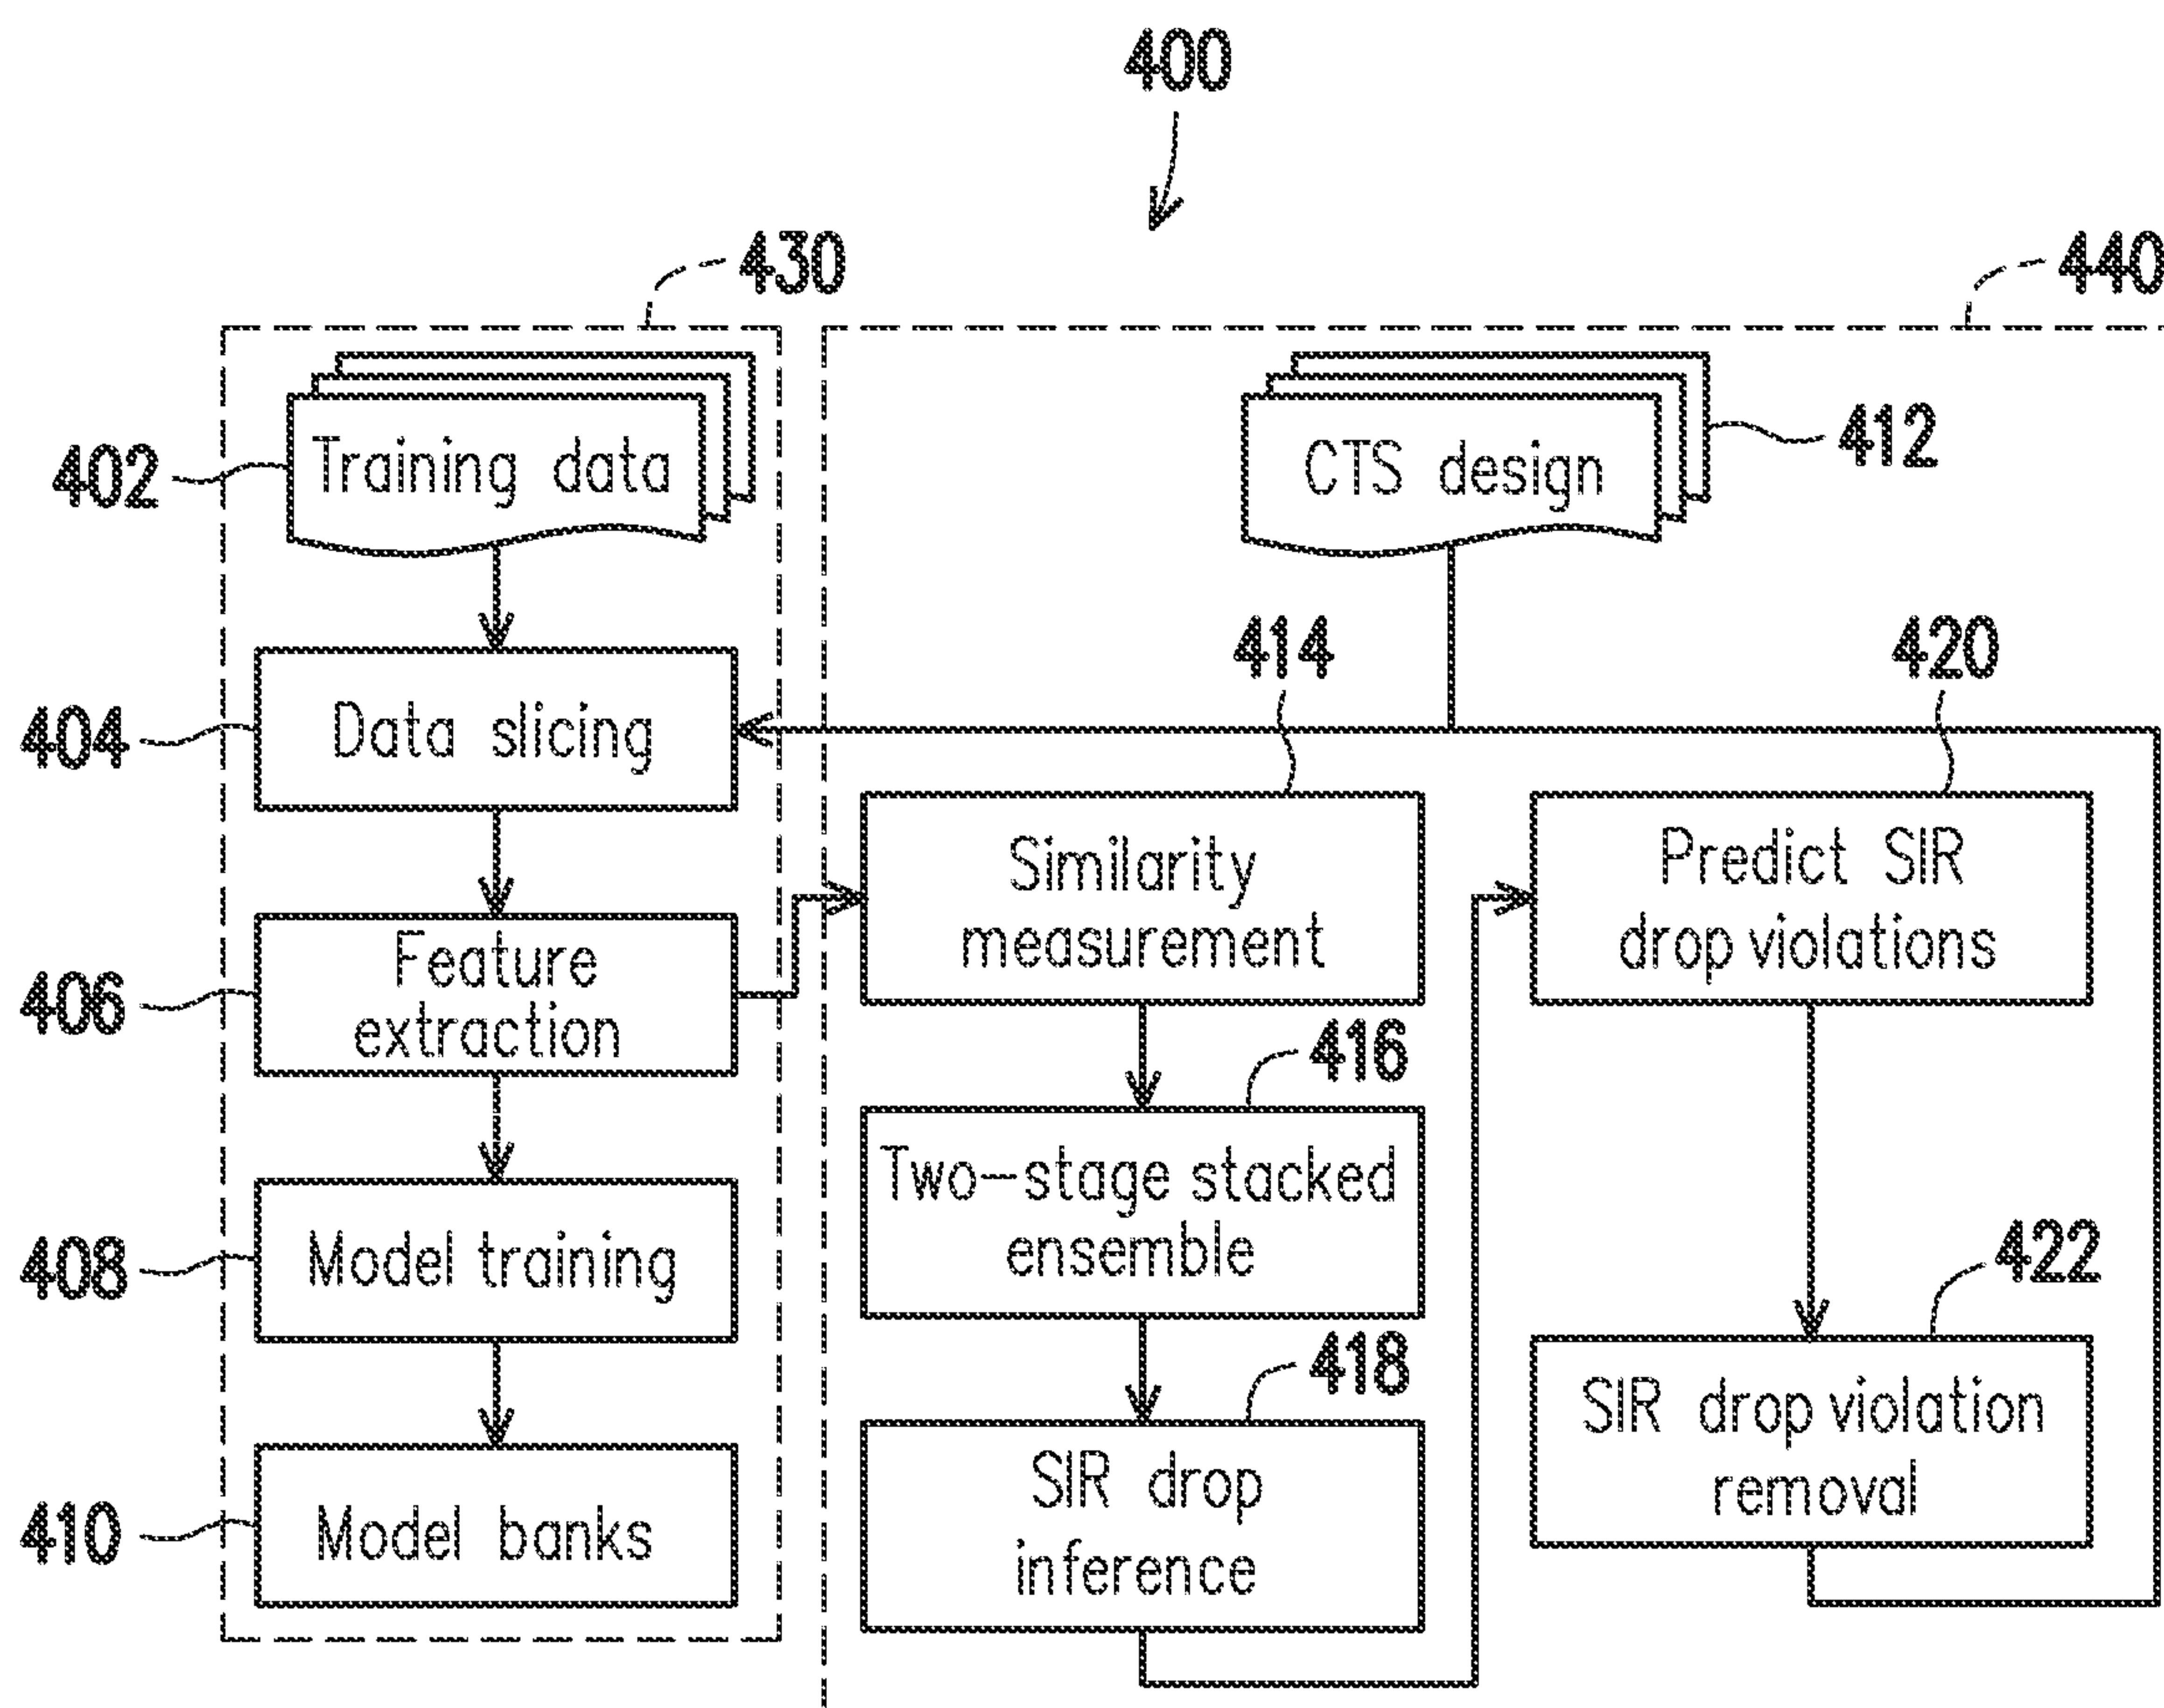 400
430
440
402
Training data
CTS design
412
414
420
404
Data slicing
Similarity
measurement
Predict SIR
drop violations
406
Feature
extraction
416
Two-stage stacked
ensemble
408
Model training
422
418
SIR drop
inference
SIR drop violation
removal
410
Model banks